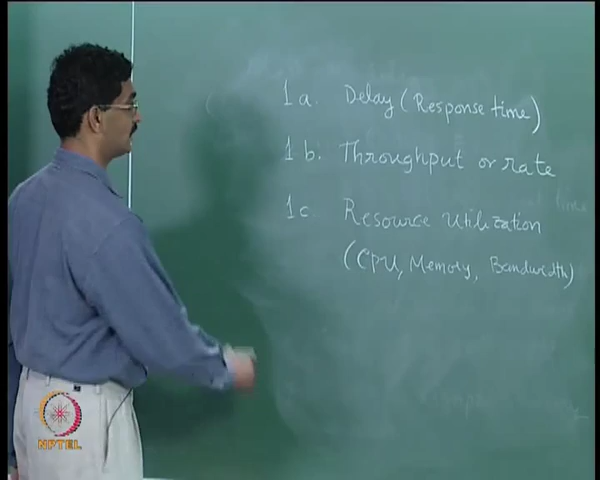 1a. Delay (Response time)
1b. Throughput or rate
1c Resource Utilization
(CPU, Memory, Bandwidth)
NPTEL